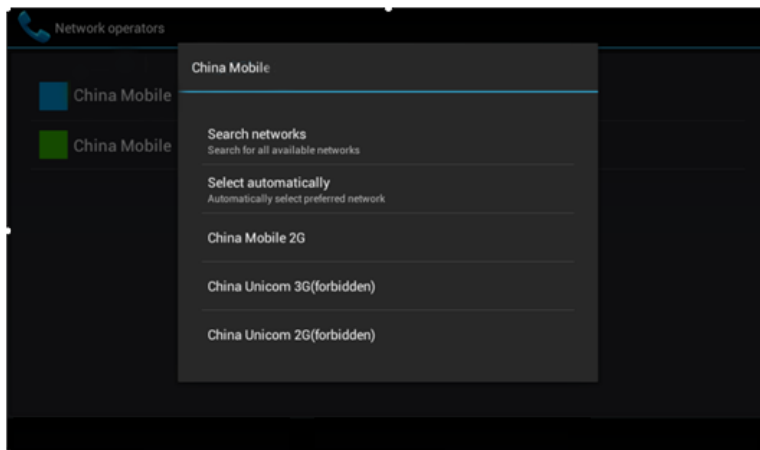 Network operators
China Mobile
China Mobile
China Mobile
Search networks
Search for all available networks
Select automatically
Automatically select preferred network
China Mobile 2G
China Unicom 3G(forbidden)
China Unicom 2G(forbidden)